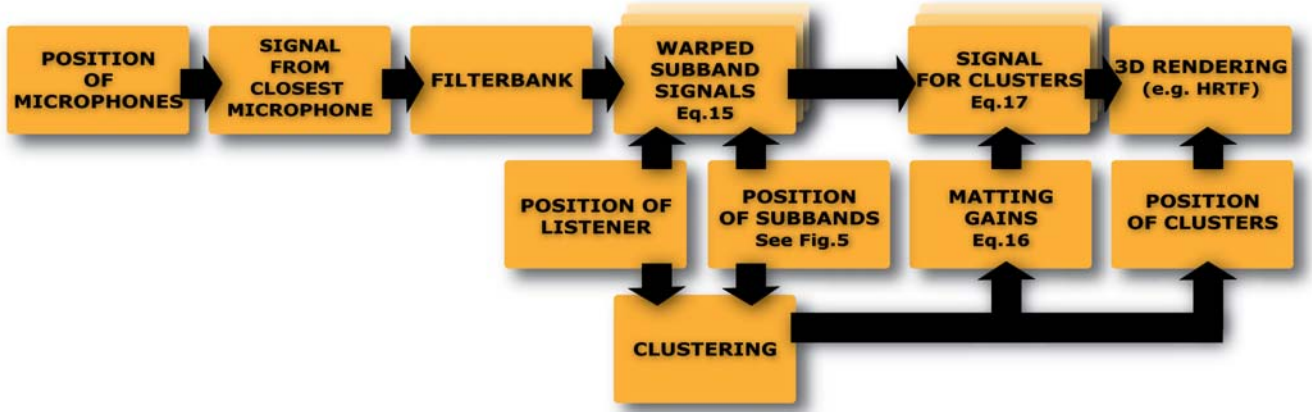 POSITION
OF
MICROPHONES
SIGNAL
FROM
CLOSEST
MICROPHONE
FILTERBANK
WARPED
SUBBAND
SIGNALS
Eq.15
SIGNAL
FOR CLUSTERS
Eq.17
3D RENDERING
(e.g. HRTF)
POSITION OF
LISTENER
POSITION
OF SUBBANDS
See Fig.5
MATTING
GAINS
Eq.16
POSITION
OF CLUSTERS
CLUSTERING